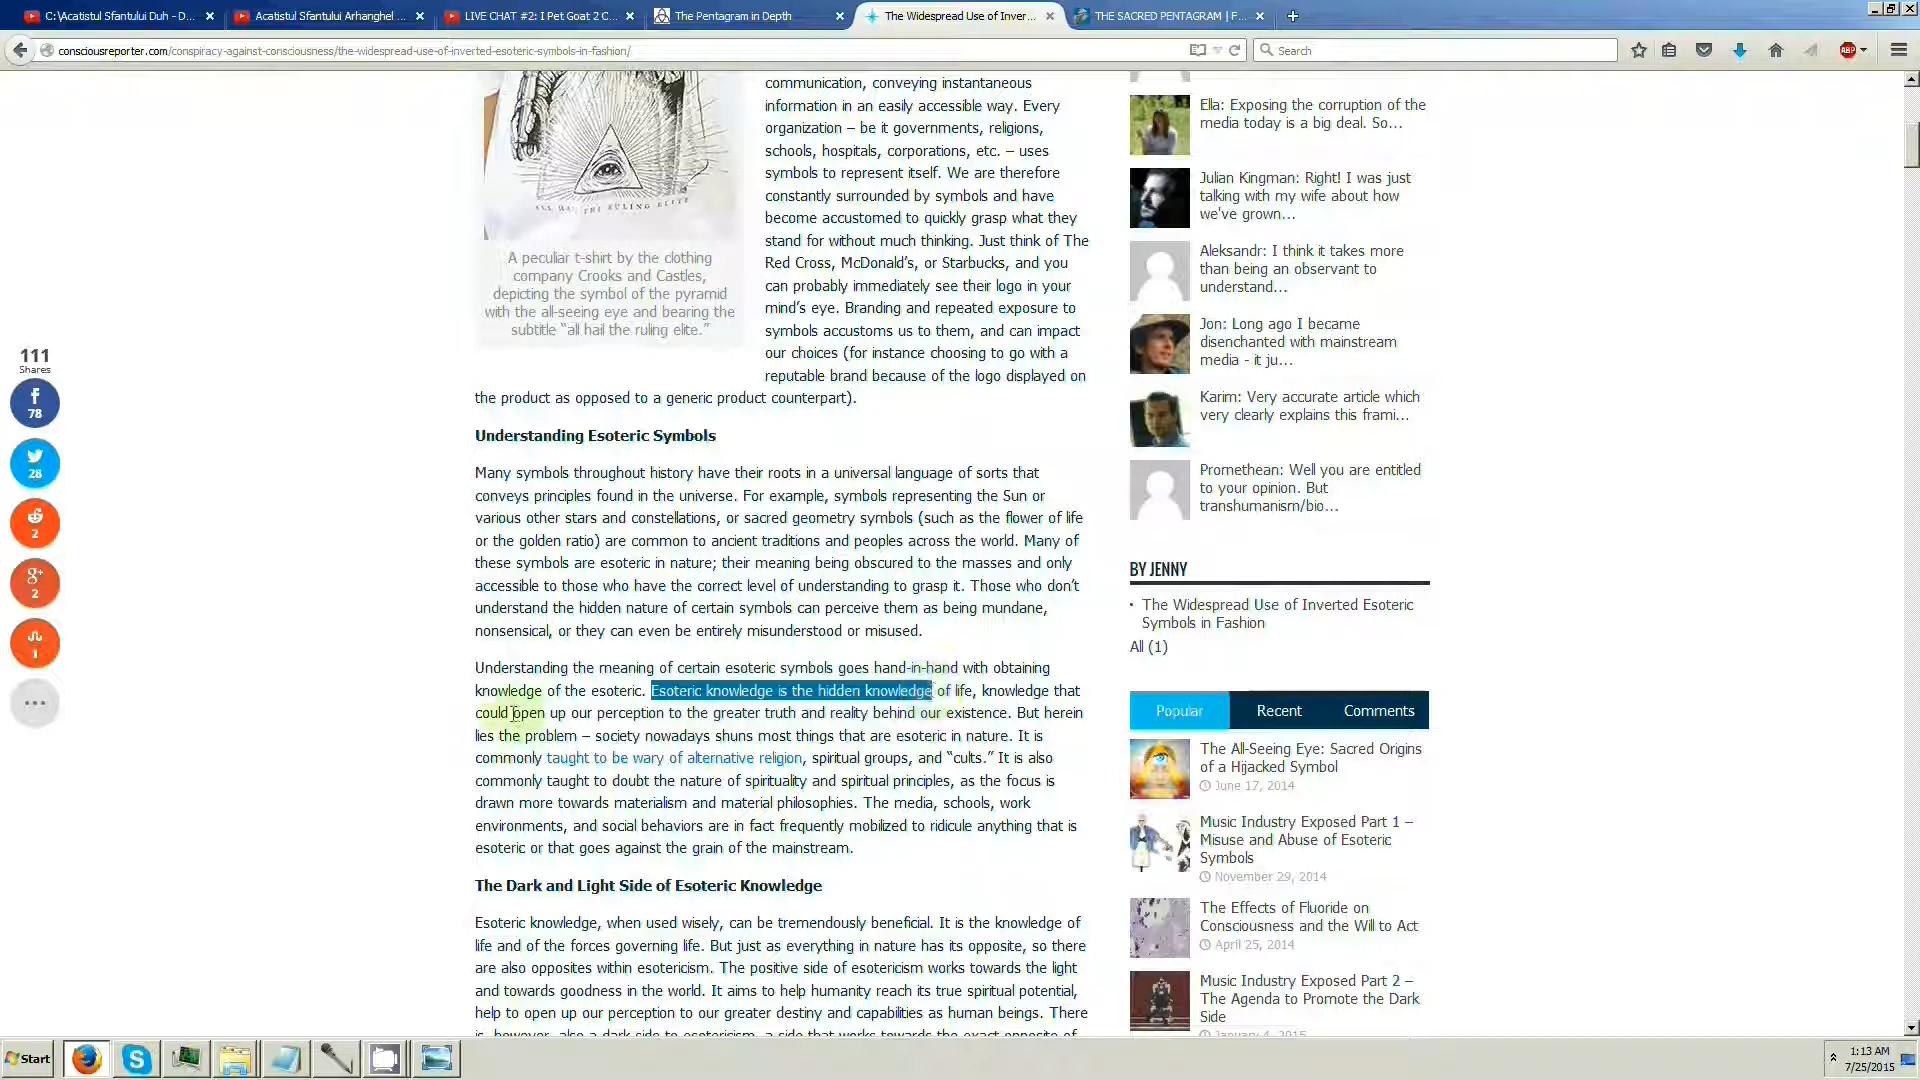 C:\Acatistul Sfantului Duh - D...
Acatistul Sfantului Arhanghel ...
LIVE CHAT #2: I Pet Goat 2 C...
The Pentagram in Depth
The Widespread Use of Inver...
THE SACRED PENTAGRAM | F...
consciousreporter.com/conspiracy-against-consciousness/the-widespread-use-of-inverted-esoteric-symbols-in-fashion/
Search
ABP
111
Shares
78
28
2
2
1
ALL HAIL THE RULING ELITE
A peculiar t-shirt by the clothing
company Crooks and Castles,
depicting the symbol of the pyramid
with the all-seeing eye and bearing the
subtitle “all hail the ruling elite.”
communication, conveying instantaneous
information in an easily accessible way. Every
organization – be it governments, religions,
schools, hospitals, corporations, etc. – uses
symbols to represent itself. We are therefore
constantly surrounded by symbols and have
become accustomed to quickly grasp what they
stand for without much thinking. Just think of The
Red Cross, McDonald’s, or Starbucks, and you
can probably immediately see their logo in your
mind’s eye. Branding and repeated exposure to
symbols accustoms us to them, and can impact
our choices (for instance choosing to go with a
reputable brand because of the logo displayed on
the product as opposed to a generic product counterpart).
Understanding Esoteric Symbols
Many symbols throughout history have their roots in a universal language of sorts that
conveys principles found in the universe. For example, symbols representing the Sun or
various other stars and constellations, or sacred geometry symbols (such as the flower of life
or the golden ratio) are common to ancient traditions and peoples across the world. Many of
these symbols are esoteric in nature; their meaning being obscured to the masses and only
accessible to those who have the correct level of understanding to grasp it. Those who don’t
understand the hidden nature of certain symbols can perceive them as being mundane,
nonsensical, or they can even be entirely misunderstood or misused.
Understanding the meaning of certain esoteric symbols goes hand-in-hand with obtaining
knowledge of the esoteric. Esoteric knowledge is the hidden knowledge of life, knowledge that
could open up our perception to the greater truth and reality behind our existence. But herein
lies the problem – society nowadays shuns most things that are esoteric in nature. It is
commonly taught to be wary of alternative religion, spiritual groups, and “cults.” It is also
commonly taught to doubt the nature of spirituality and spiritual principles, as the focus is
drawn more towards materialism and material philosophies. The media, schools, work
environments, and social behaviors are in fact frequently mobilized to ridicule anything that is
esoteric or that goes against the grain of the mainstream.
The Dark and Light Side of Esoteric Knowledge
Esoteric knowledge, when used wisely, can be tremendously beneficial. It is the knowledge of
life and of the forces governing life. But just as everything in nature has its opposite, so there
are also opposites within esotericism. The positive side of esotericism works towards the light
and towards goodness in the world. It aims to help humanity reach its true spiritual potential,
help to open up our perception to our greater destiny and capabilities as human beings. There
is, however, also a dark side to esotericism, a side that works towards the exact opposite of
Ella: Exposing the corruption of the
media today is a big deal. So...
Julian Kingman: Right! I was just
talking with my wife about how
we've grown...
Aleksandr: I think it takes more
than being an observant to
understand...
Jon: Long ago I became
disenchanted with mainstream
media - it ju...
Karim: Very accurate article which
very clearly explains this frami...
Promethean: Well you are entitled
to your opinion. But
transhumanism/bio...
BY JENNY
The Widespread Use of Inverted Esoteric
Symbols in Fashion
All (1)
Popular
Recent
Comments
The All-Seeing Eye: Sacred Origins
of a Hijacked Symbol
June 17, 2014
Music Industry Exposed Part 1 –
Misuse and Abuse of Esoteric
Symbols
November 29, 2014
The Effects of Fluoride on
Consciousness and the Will to Act
April 25, 2014
Music Industry Exposed Part 2 –
The Agenda to Promote the Dark
Side
January 4, 2015
Start
1:13 AM
7/25/2015